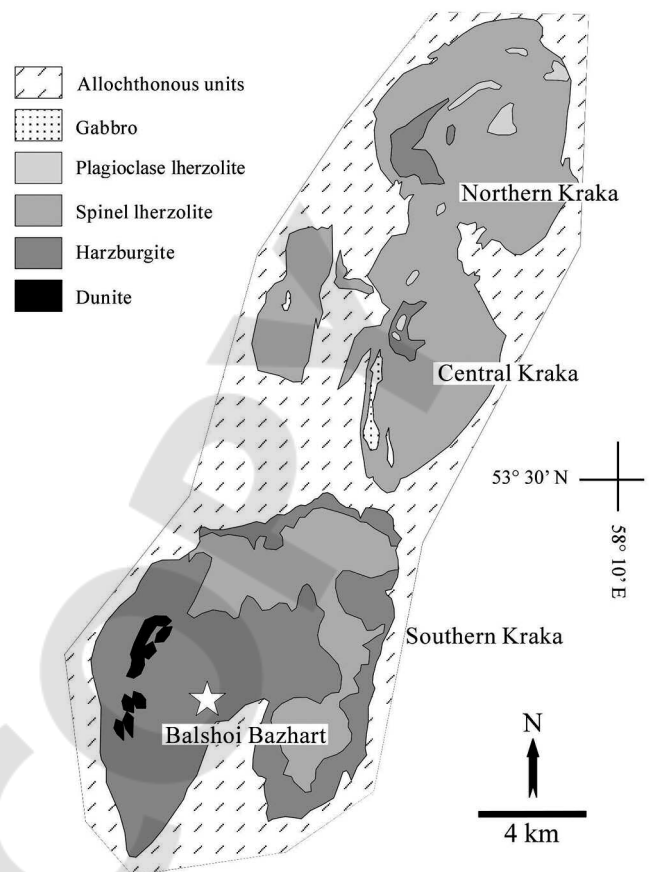 Allochthonous units
Gabbro
Plagioclase lherzolite
Spinel lherzolite
Harzburgite
Dunite
Northern Kraka
Central Kraka
53° 30’ N
58° 10’ E
Southern Kraka
Balshoi Bazhart
N
4 km
COPY